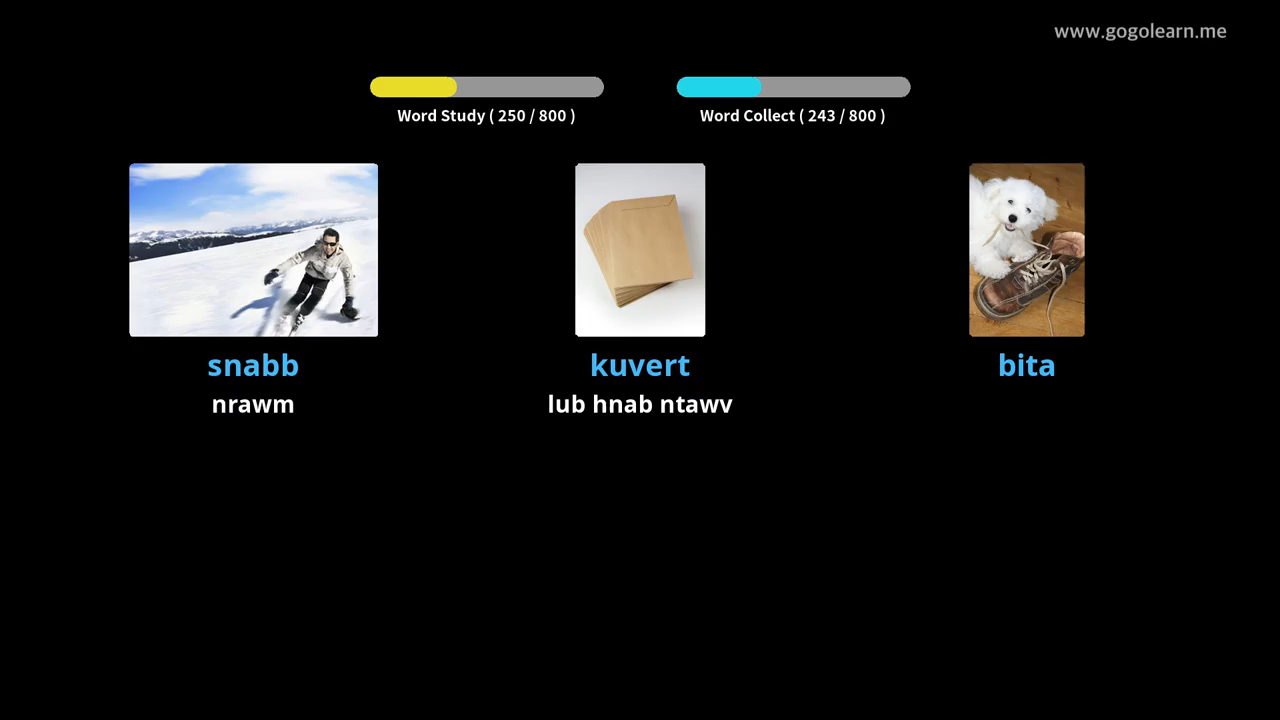 www.gogolearn.me
Word Study ( 250 / 800 )
Word Collect ( 243 / 800 )
snabb
nrawm
kuvert
lub hnab ntawv
bita